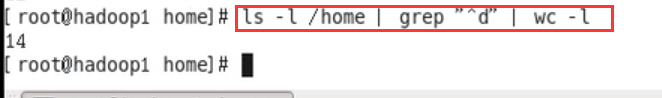 [root@hadoop1 home]# ls -l /home | grep "^d" | wc -l
14
[root@hadoop1 home]#